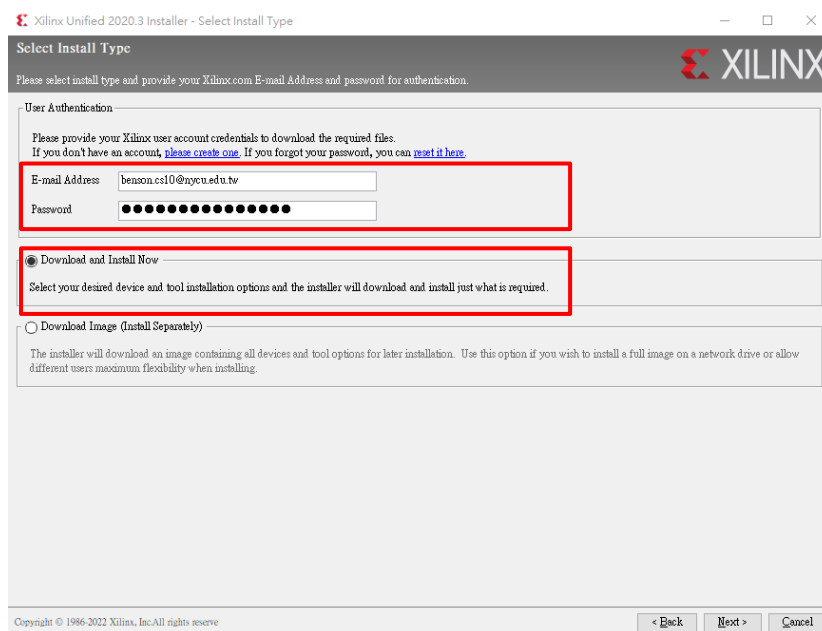 Xilinx Unified 2020.3 Installer - Select Install Type
Select Install Type
XILINX
Please select install type and provide your Xilinx.com E-mail Address and password for authentication.
User Authentication
Please provide your Xilinx user account credentials to download the required files.
If you don't have an account, please create one. If you forgot your password, you can reset it here.
E-mail Address benson.cs10@nycu.edu.tw
Password ●●●●●●●●●●●●●●●
Download and Install Now
Select your desired device and tool installation options and the installer will download and install just what is required.
Download Image (Install Separately)
The installer will download an image containing all devices and tool options for later installation. Use this option if you wish to install a full image on a network drive or allow
different users maximum flexibility when installing.
Copyright © 1986-2022 Xilinx, Inc.All rights reserve
< Back Next > Cancel